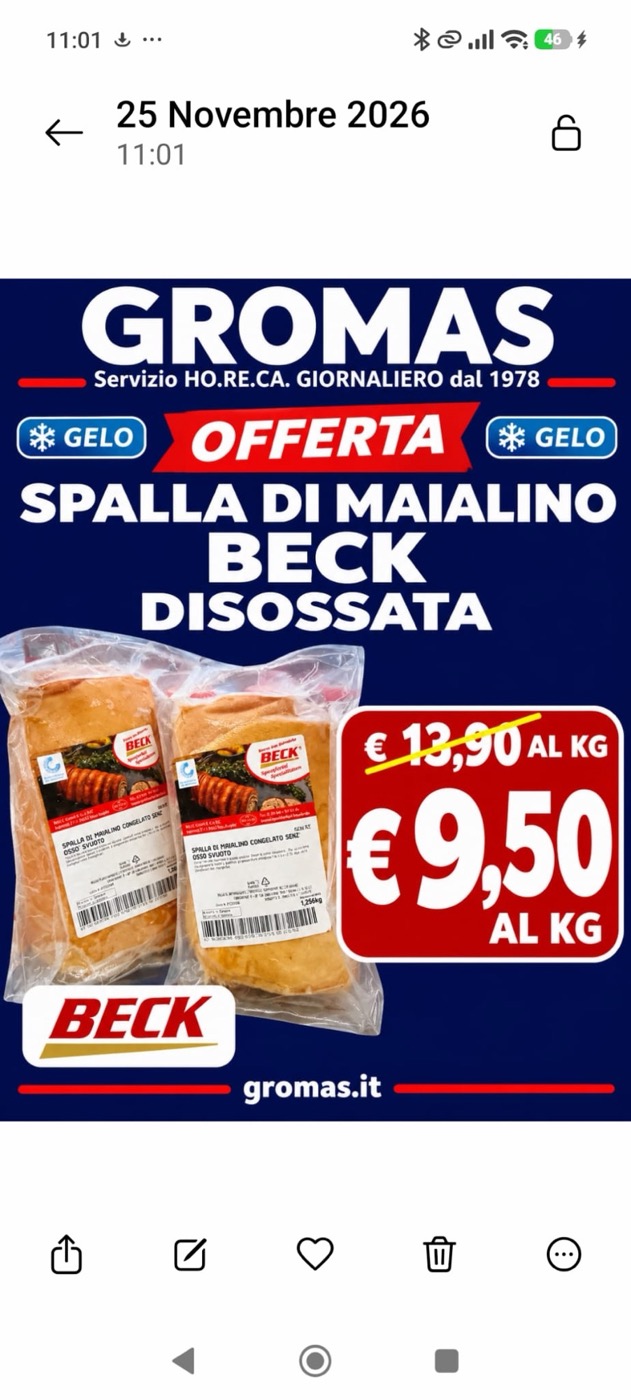 11:01
46
25 Novembre 2026
11:01
GROMAS
Servizio HO.RE.CA. GIORNALIERO dal 1978
GELO
OFFERTA
GELO
SPALLA DI MAIALINO
BECK
DISOSSATA
BECK
SPALLA DI MAIALINO CONGELATO SENZ'
OSSO SVUOTO
BECK
SPALLA DI MAIALINO CONGELATO SENZ'
OSSO SVUOTO
1,256kg
€ 13,90 AL KG
€ 9,50
AL KG
BECK
gromas.it